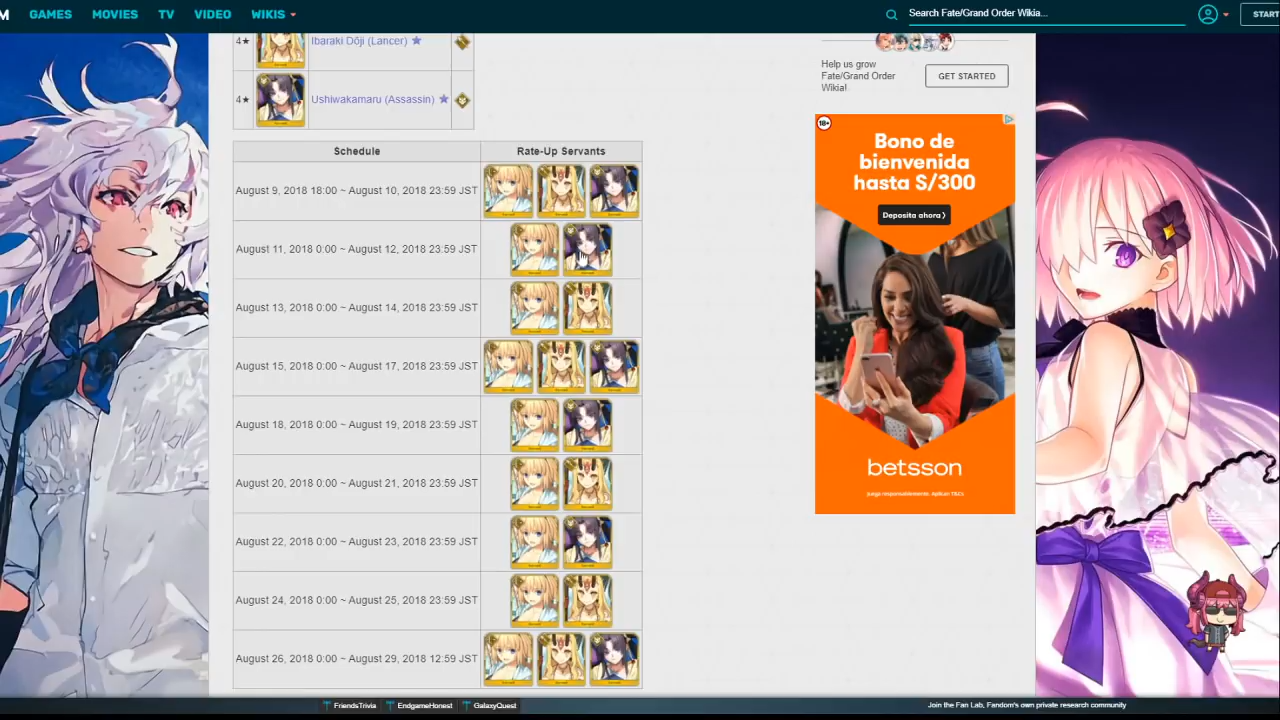 M GAMES MOVIES TV VIDEO WIKIS
Search Fate/Grand Order Wikia...
START
4★ Ibaraki Dōji (Lancer) ★
4★ Ushiwakamaru (Assassin) ★
Help us grow
Fate/Grand Order
Wikia!
GET STARTED
Schedule Rate-Up Servants
August 9, 2018 18:00 ~ August 10, 2018 23:59 JST
August 11, 2018 0:00 ~ August 12, 2018 23:59 JST
August 13, 2018 0:00 ~ August 14, 2018 23:59 JST
August 15, 2018 0:00 ~ August 17, 2018 23:59 JST
August 18, 2018 0:00 ~ August 19, 2018 23:59 JST
August 20, 2018 0:00 ~ August 21, 2018 23:59 JST
August 22, 2018 0:00 ~ August 23, 2018 23:59 JST
August 24, 2018 0:00 ~ August 25, 2018 23:59 JST
August 26, 2018 0:00 ~ August 29, 2018 12:59 JST
18+
Bono de
bienvenida
hasta S/300
Deposita ahora ⟩
betsson
Juega responsablemente. Aplican T&Cs
FriendsTrivia EndgameHonest GalaxyQuest
Join the Fan Lab, Fandom's own private research community